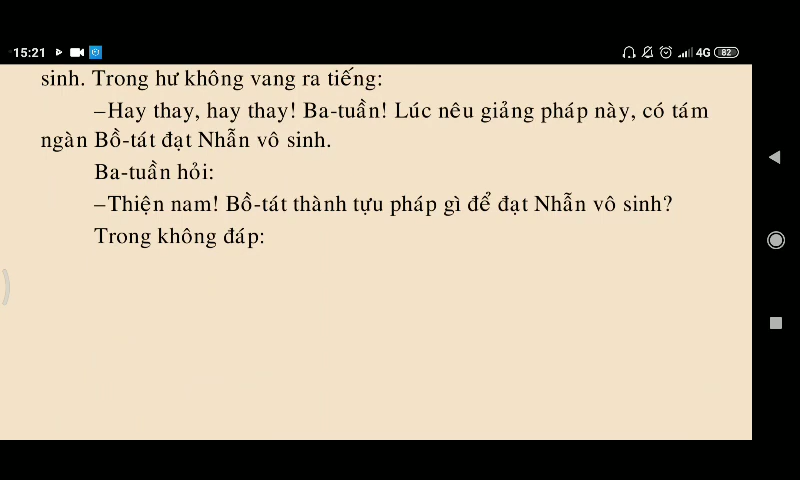 15:21
4G 82
sinh. Trong hư không vang ra tiếng:
–Hay thay, hay thay! Ba-tuần! Lúc nêu giảng pháp này, có tám
ngàn Bồ-tát đạt Nhẫn vô sinh.
Ba-tuần hỏi:
–Thiện nam! Bồ-tát thành tựu pháp gì để đạt Nhẫn vô sinh?
Trong không đáp: